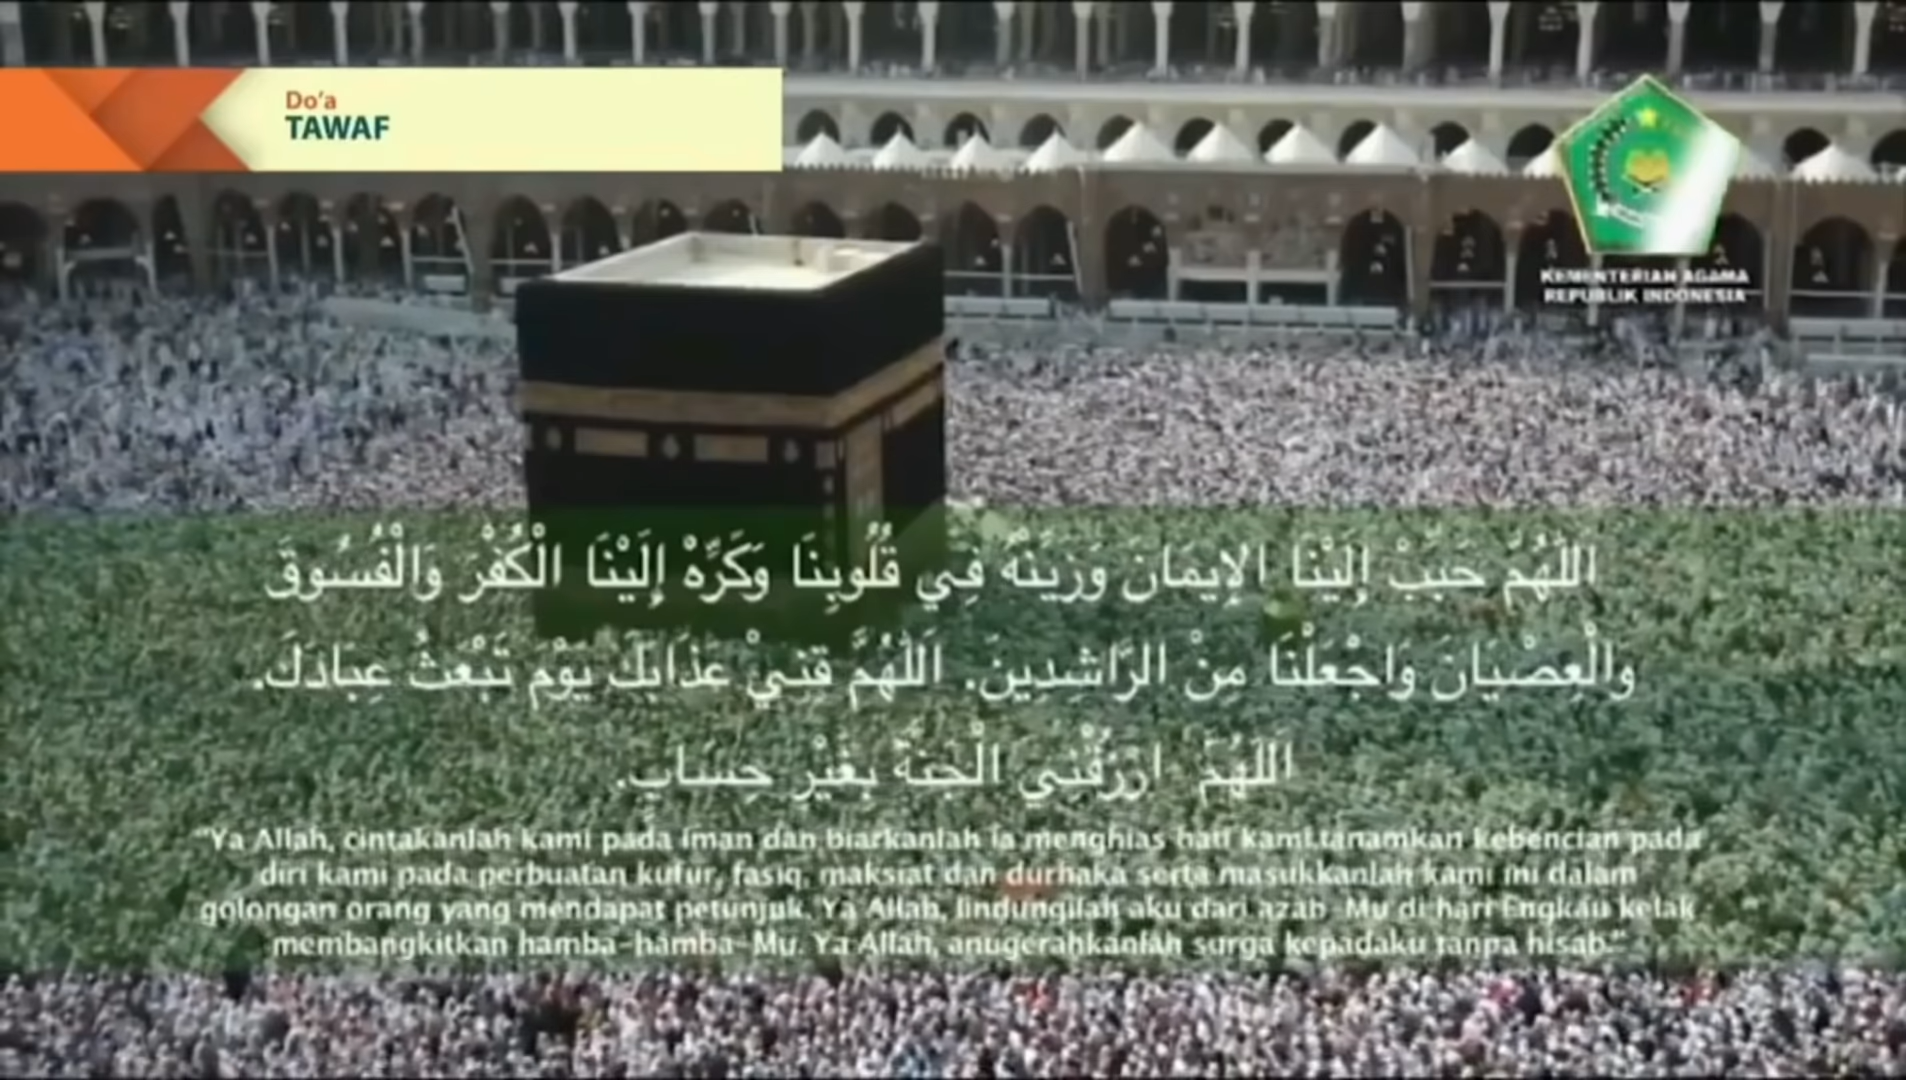 Do'a
TAWAF
KEMENTERIAN AGAMA
REPUBLIK INDONESIA
اللَّهُمَّ حَبِّبْ إِلَيْنَا الإِيمَانَ وَزَيِّنْهُ فِي قُلُوبِنَا وَكَرِّهْ إِلَيْنَا الْكُفْرَ وَالْفُسُوقَ
وَالْعِصْيَانَ وَاجْعَلْنَا مِنْ الرَّاشِدِينَ. اَللَّهُمَّ قِنِيْ عَذَابَكَ يَوْمَ تَبْعَثُ عِبَادَكَ.
اَللَّهُمَّ ارْزُقْنِي الْجَنَّةَ بِغَيْرِ حِسَابٍ.
"Ya Allah, cintakanlah kami pada iman dan biarkanlah ia menghias hati kami.tanamkan kebencian pada
diri kami pada perbuatan kufur, fasiq, maksiat dan durhaka serta masukkanlah kami ini dalam
golongan orang yang mendapat petunjuk. Ya Allah, lindungilah aku dari azab-Mu di hari Engkau kelak
membangkitkan hamba-hamba-Mu. Ya Allah, anugerahkanlah surga kepadaku tanpa hisab."